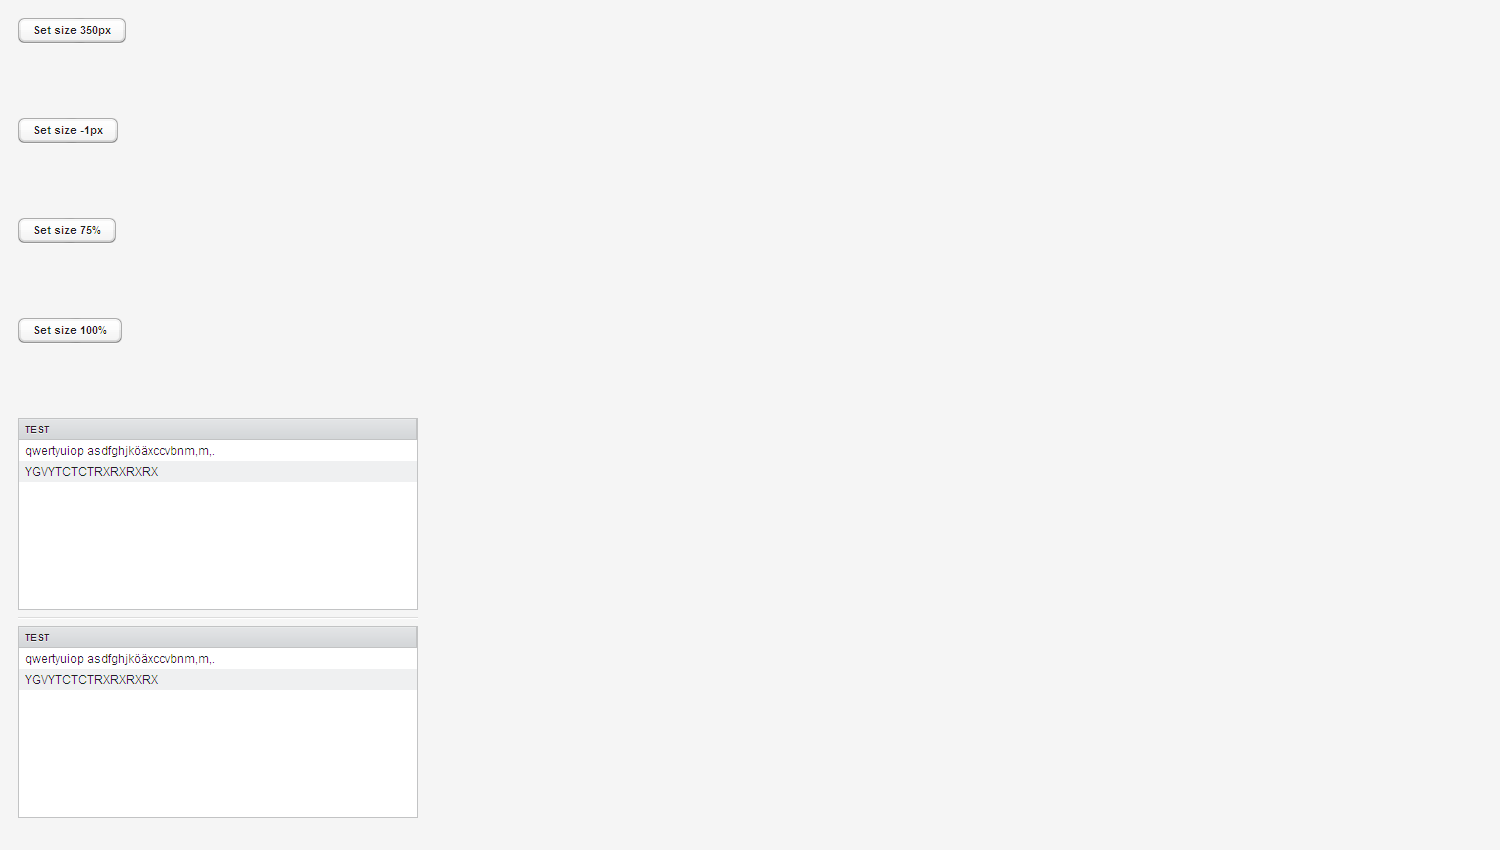 Set size 350px
Set size -1px
Set size 75%
Set size 100%
TEST
qwertyuiop asdfghjköäxccvbnm,m,.
YGVYTCTCTRXRXRXRX
TEST
qwertyuiop asdfghjköäxccvbnm,m,.
YGVYTCTCTRXRXRXRX